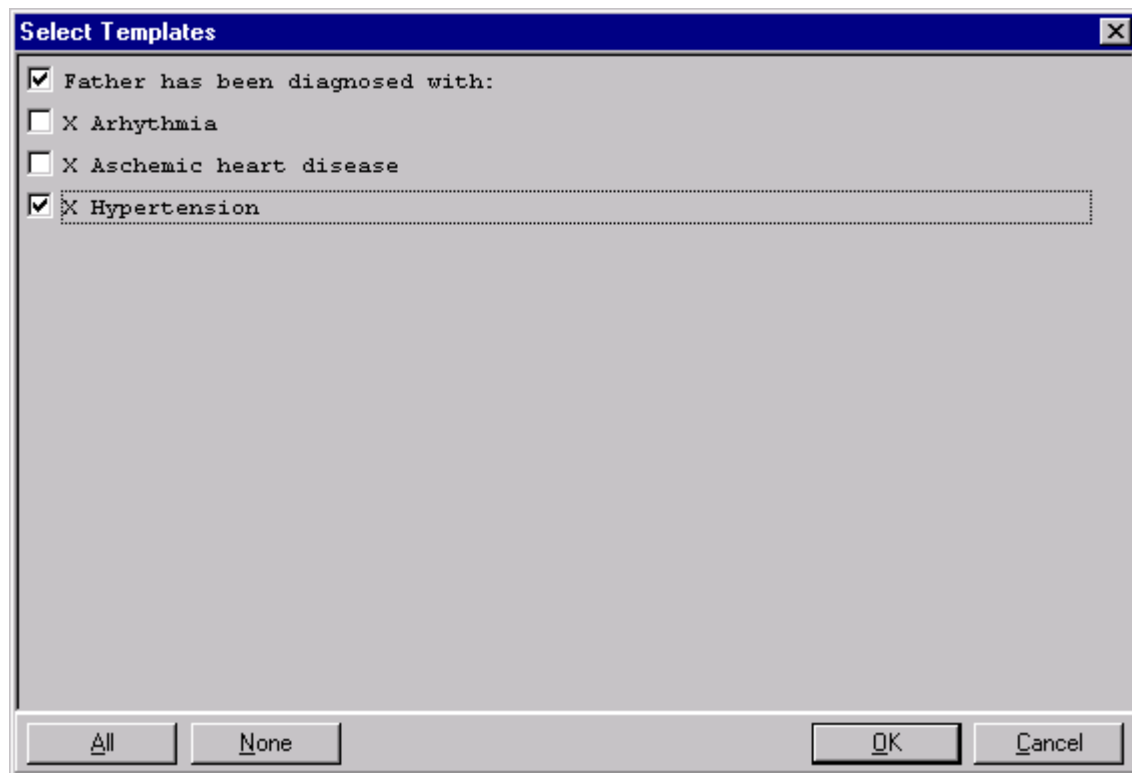 Select Templates
Father has been diagnosed with:
X Arhythmia
X Aschemic heart disease
X Hypertension
All None OK Cancel